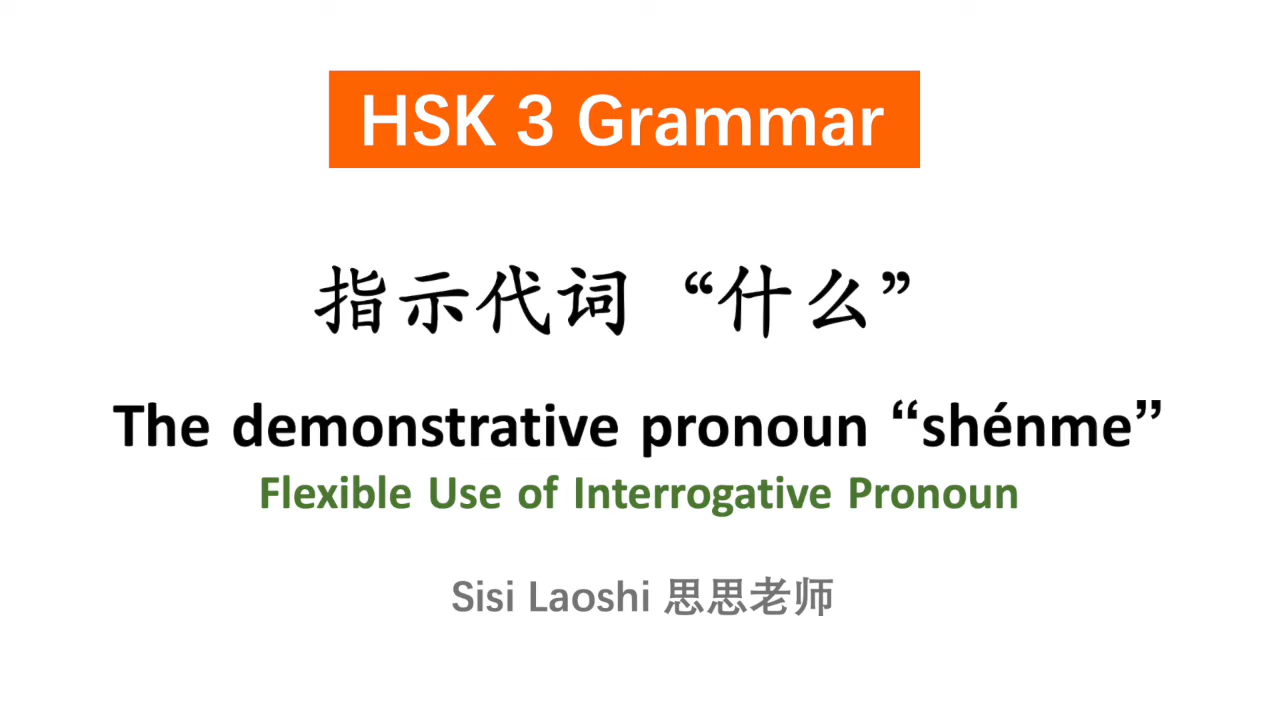 HSK 3 Grammar
指示代词 “什么”
The demonstrative pronoun “shénme”
Flexible Use of Interrogative Pronoun
Sisi Laoshi 思思老师